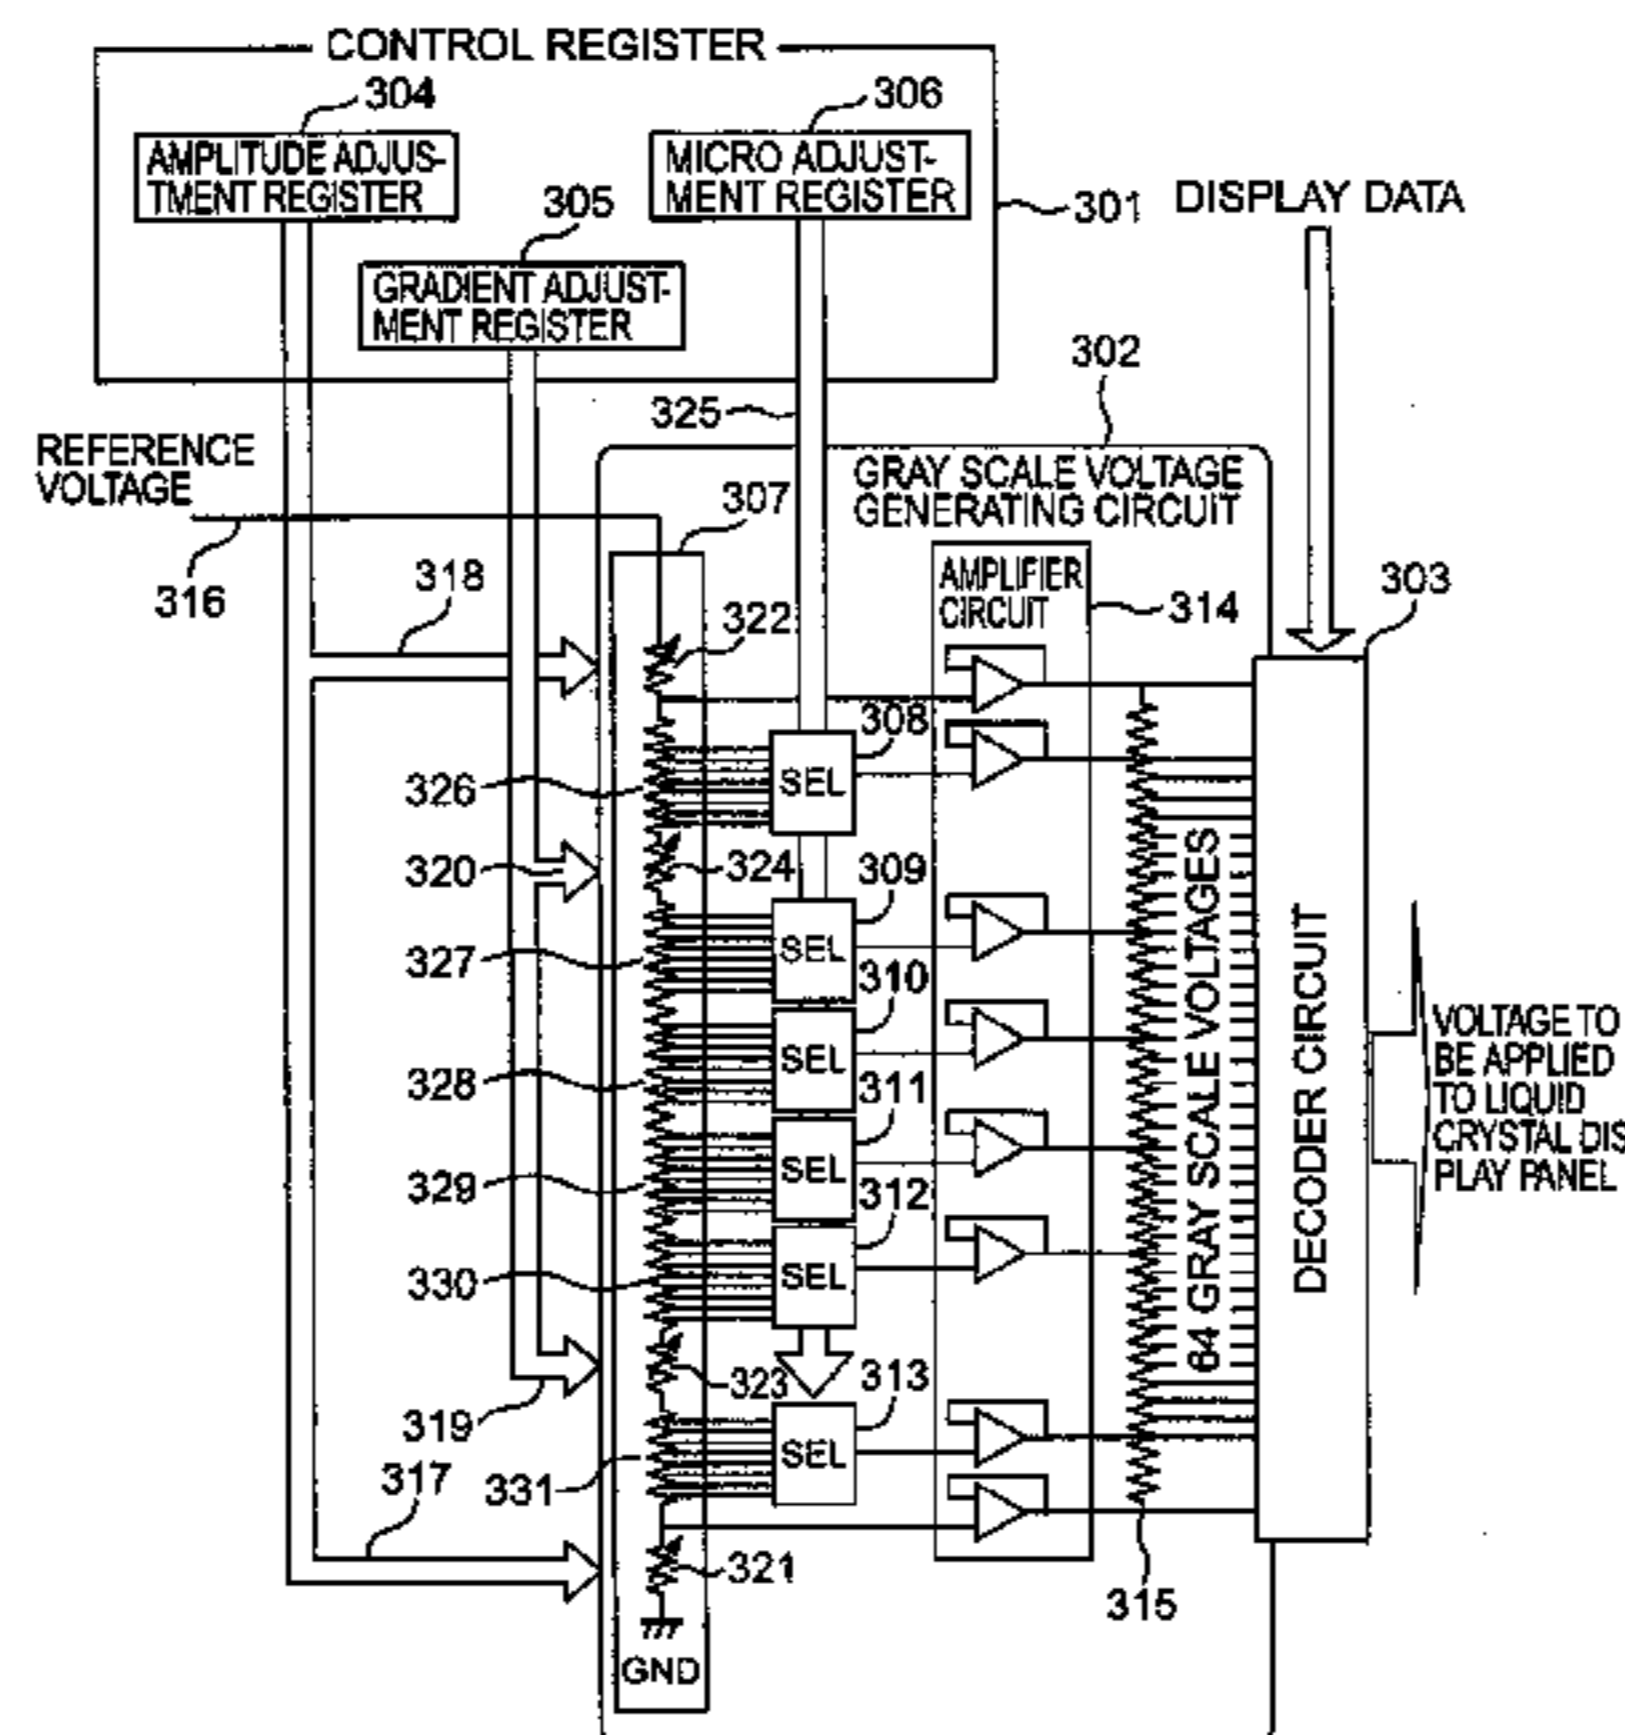 CONTROL REGISTER
304
306
AMPLITUDE ADJUS-
TMENT REGISTER
MICRO ADJUST-
MENT REGISTER
305
301
DISPLAY DATA
GRADIENT ADJUST-
MENT REGISTER
302
325
REFERENCE
VOLTAGE
GRAY SCALE VOLTAGE
GENERATING CIRCUIT
307
316
318
AMPLIFIER
CIRCUIT
303
314
322
308
SEL
326
320
324
309
SEL
327
310
SEL
328
311
SEL
329
312
SEL
330
64 GRAY SCALE VOLTAGES
DECODER CIRCUIT
VOLTAGE TO
BE APPLIED
TO LIQUID
CRYSTAL DIS
PLAY PANEL
323
313
319
SEL
331
317
321
315
GND